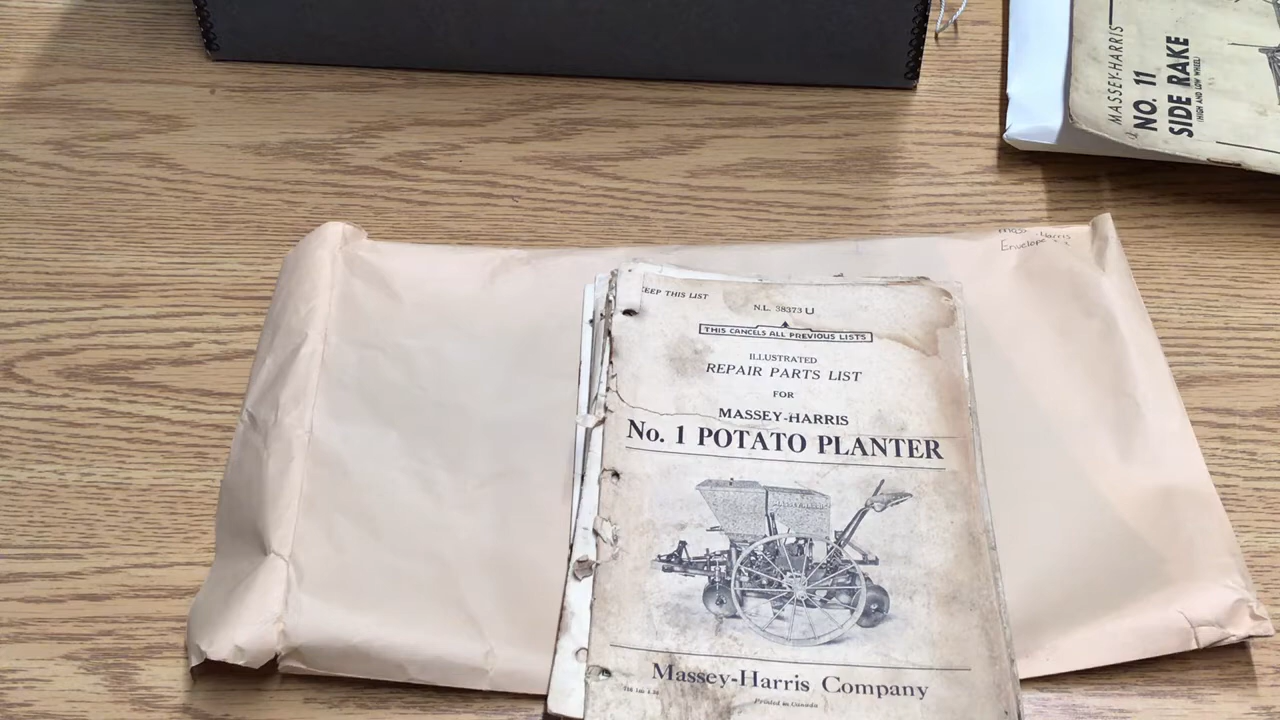 MASSEY-HARRIS
NO. 11
SIDE RAKE
(HIGH AND LOW WHEEL)
Harris
Envelope
KEEP THIS LIST
N.L. 38373 U
THIS CANCELS ALL PREVIOUS LISTS
ILLUSTRATED
REPAIR PARTS LIST
FOR
MASSEY-HARRIS
No. 1 POTATO PLANTER
MASSEY-HARRIS
Massey-Harris Company
Printed in Canada